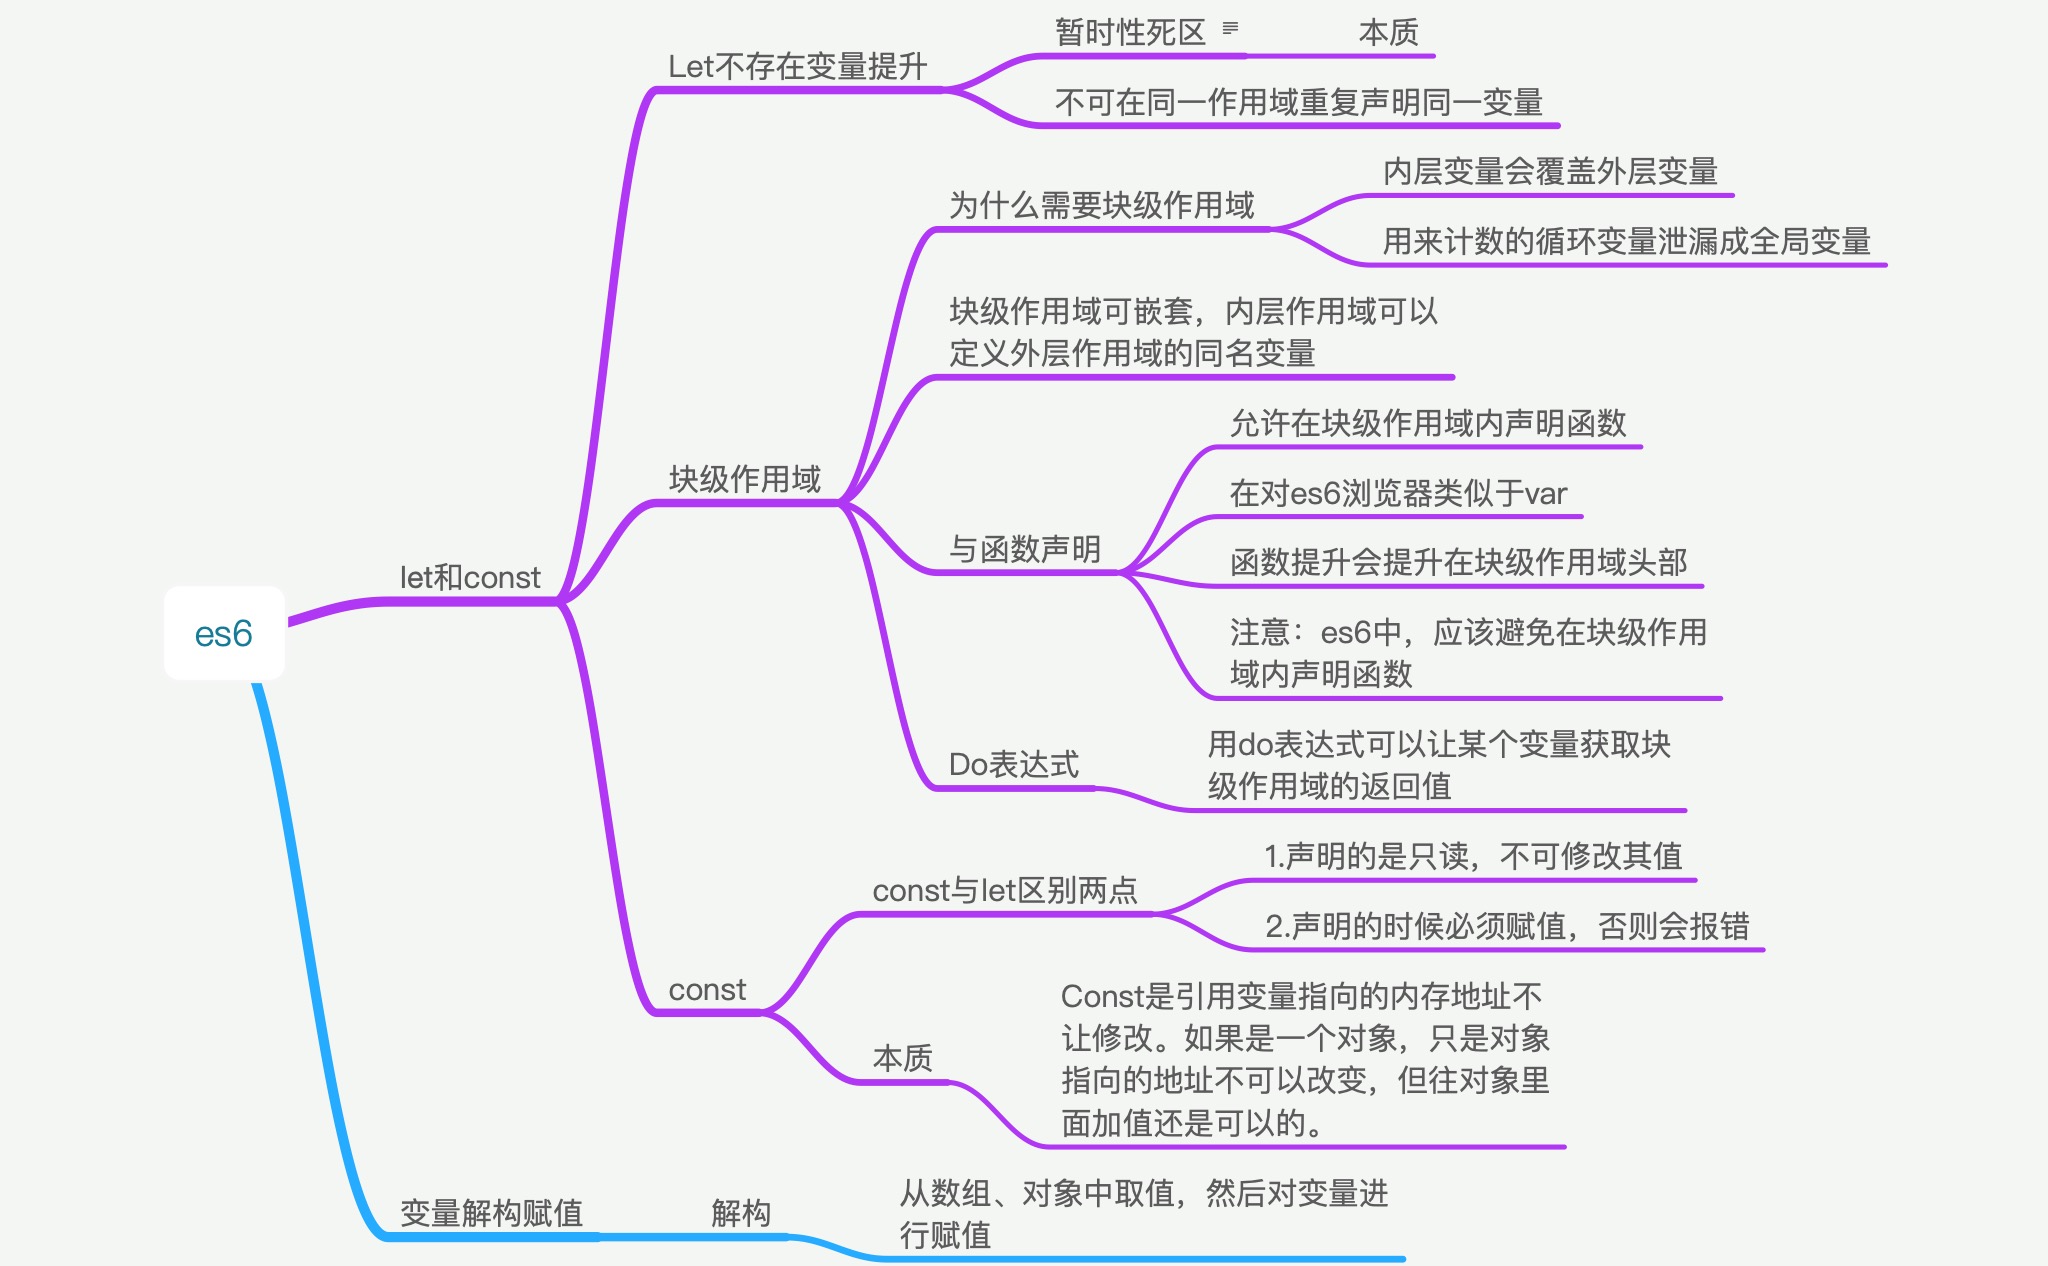 es6
let和const
Let不存在变量提升
暂时性死区
本质
不可在同一作用域重复声明同一变量
块级作用域
为什么需要块级作用域
内层变量会覆盖外层变量
用来计数的循环变量泄漏成全局变量
块级作用域可嵌套，内层作用域可以
定义外层作用域的同名变量
与函数声明
允许在块级作用域内声明函数
在对es6浏览器类似于var
函数提升会提升在块级作用域头部
注意：es6中，应该避免在块级作用
域内声明函数
Do表达式
用do表达式可以让某个变量获取块
级作用域的返回值
const
const与let区别两点
1.声明的是只读，不可修改其值
2.声明的时候必须赋值，否则会报错
本质
Const是引用变量指向的内存地址不
让修改。如果是一个对象，只是对象
指向的地址不可以改变，但往对象里
面加值还是可以的。
变量解构赋值
解构
从数组、对象中取值，然后对变量进
行赋值